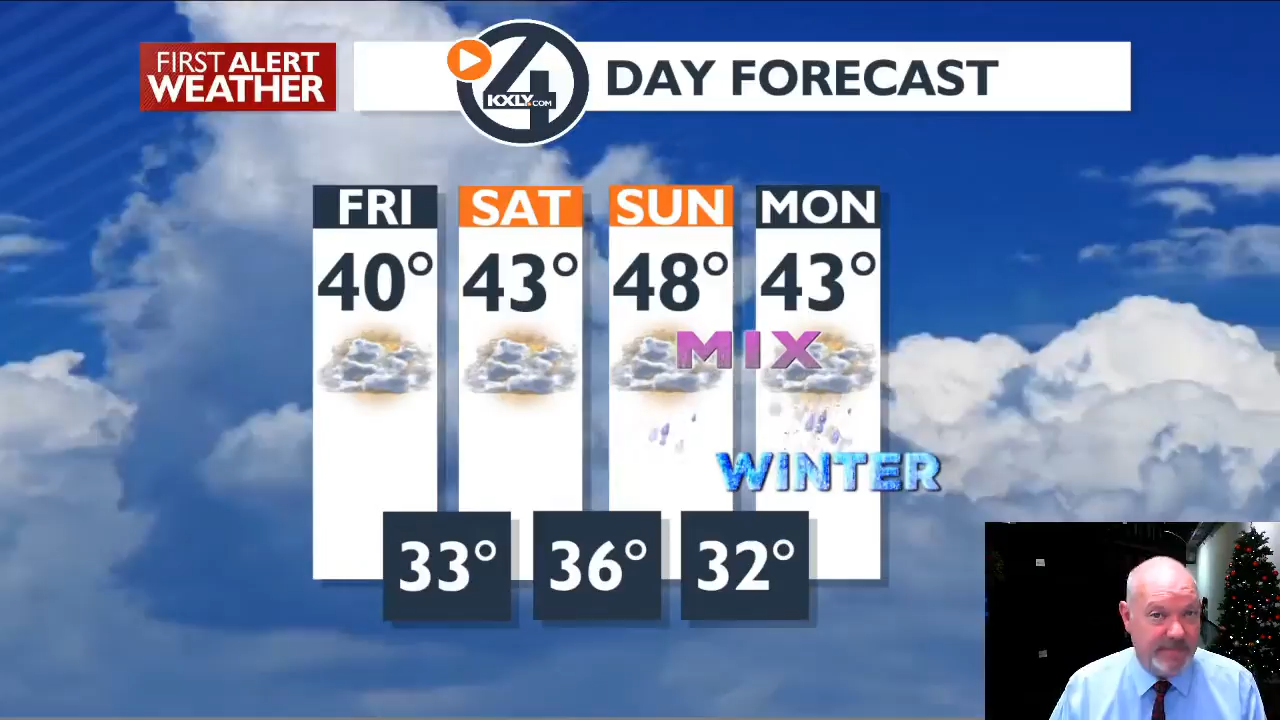 FIRST ALERT
WEATHER
4 DAY FORECAST
KXLY.COM
FRI SAT SUN MON
40° 43° 48° 43°
MIX
WINTER
33° 36° 32°